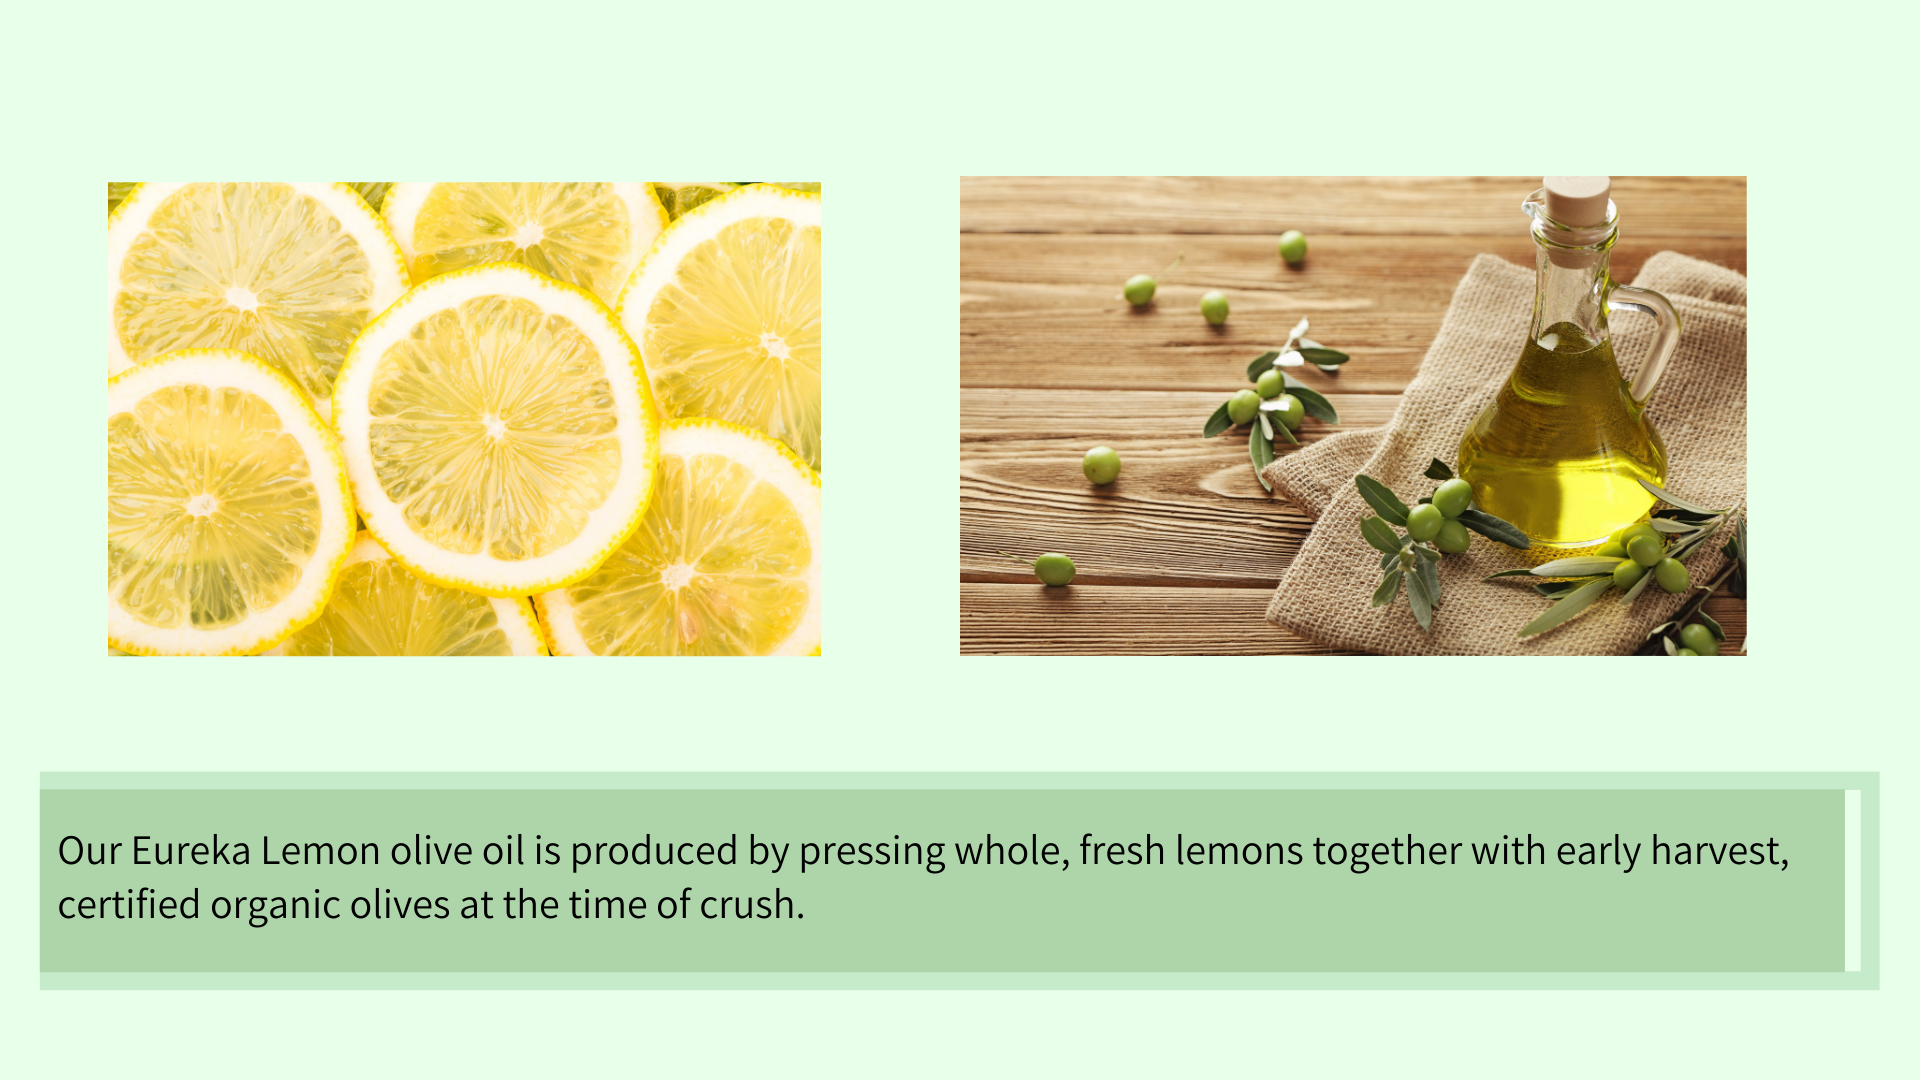 Our Eureka Lemon olive oil is produced by pressing whole, fresh lemons together with early harvest,
certified organic olives at the time of crush.